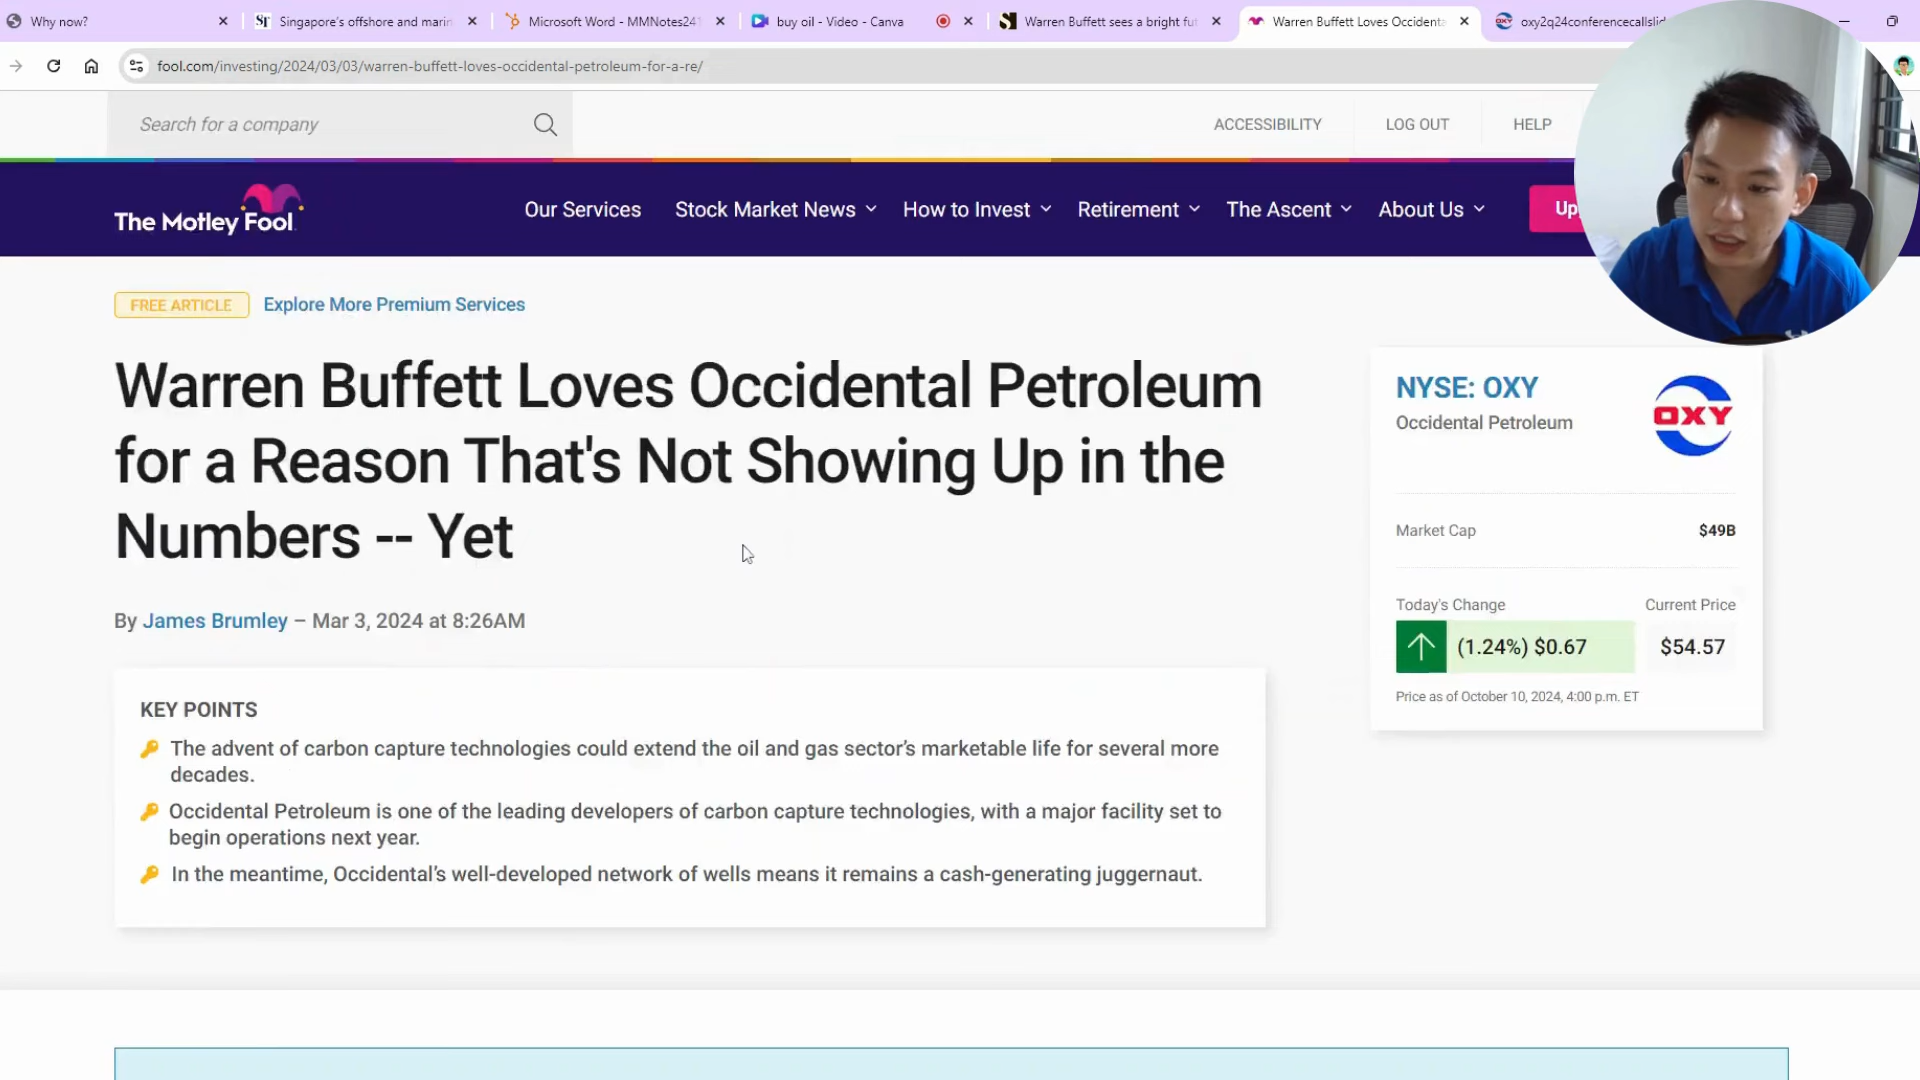 Why now?
Singapore's offshore and marin
Microsoft Word - MMNotes241
buy oil - Video - Canva
Warren Buffett sees a bright fut
Warren Buffett Loves Occidenta
oxy2q24conferencecallslid
fool.com/investing/2024/03/03/warren-buffett-loves-occidental-petroleum-for-a-re/
Search for a company
ACCESSIBILITY
LOG OUT
HELP
The Motley Fool
Our Services
Stock Market News
How to Invest
Retirement
The Ascent
About Us
Up
FREE ARTICLE
Explore More Premium Services
Warren Buffett Loves Occidental Petroleum
for a Reason That's Not Showing Up in the
Numbers -- Yet
By James Brumley – Mar 3, 2024 at 8:26AM
KEY POINTS
The advent of carbon capture technologies could extend the oil and gas sector's marketable life for several more
decades.
Occidental Petroleum is one of the leading developers of carbon capture technologies, with a major facility set to
begin operations next year.
In the meantime, Occidental's well-developed network of wells means it remains a cash-generating juggernaut.
NYSE: OXY
Occidental Petroleum
OXY
Market Cap
$49B
Today's Change
Current Price
(1.24%) $0.67
$54.57
Price as of October 10, 2024, 4:00 p.m. ET